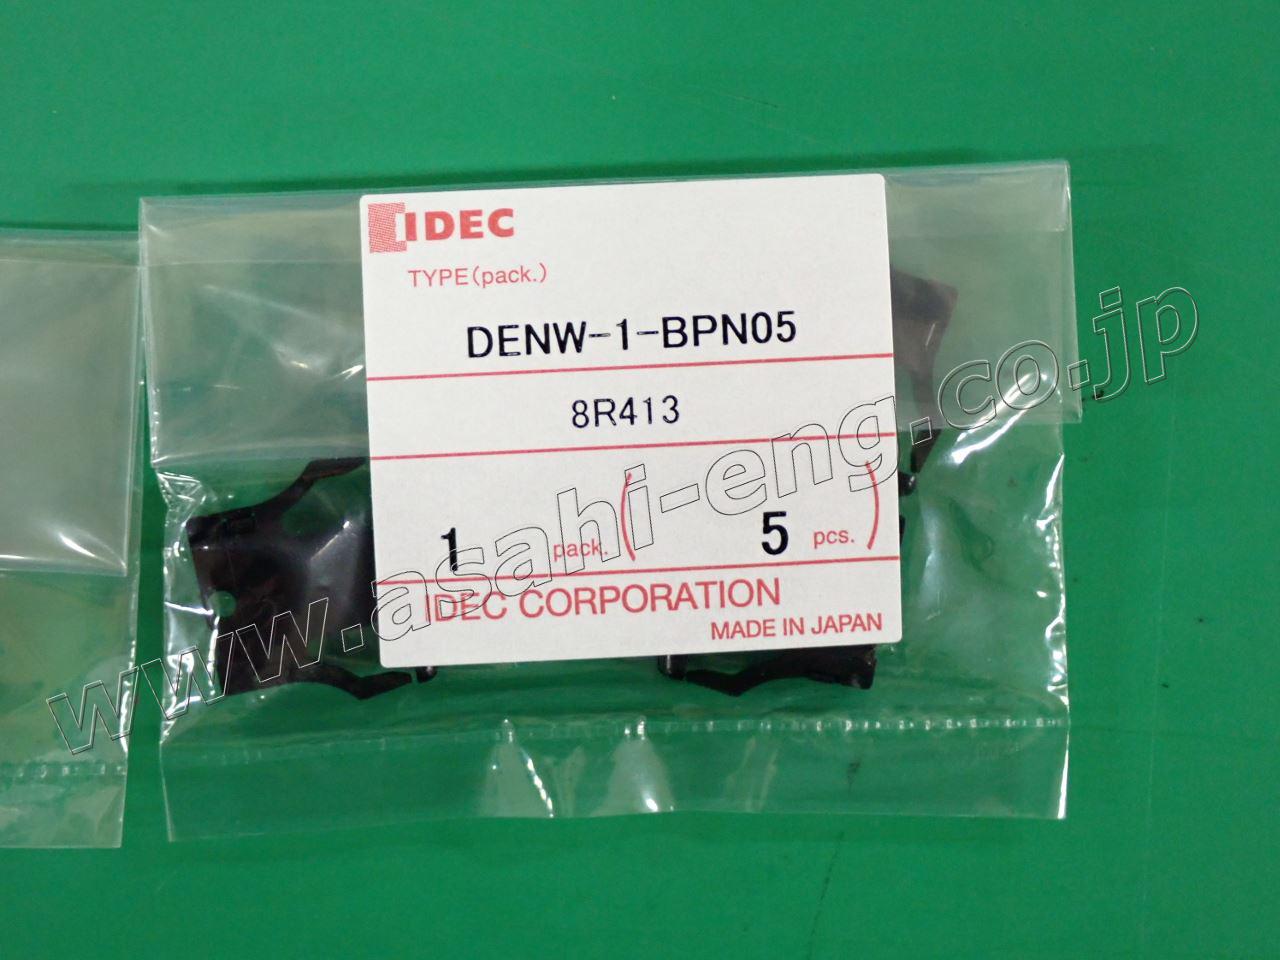 IDEC
TYPE(pack.)
DENW-1-BPN05
8R413
1 pack. ( 5 pcs. )
IDEC CORPORATION
MADE IN JAPAN
www.asahi-eng.co.jp